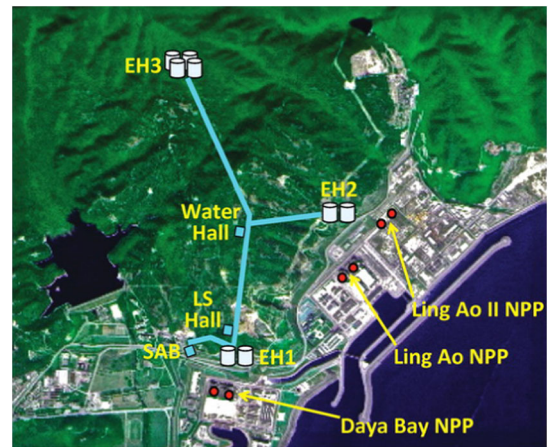 EH3
EH2
Water
Hall
LS
Hall
Ling Ao II NPP
SAB
EH1
Ling Ao NPP
Daya Bay NPP